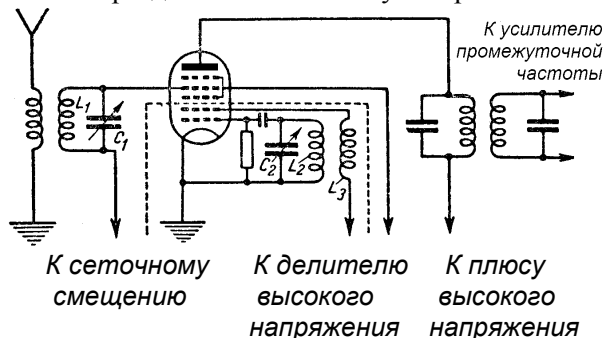 К усилителю
промежуточной
частоты
L₁
C₁
C₂
L₂
L₃
К сеточному
смещению
К делителю
высокого
напряжения
К плюсу
высокого
напряжения